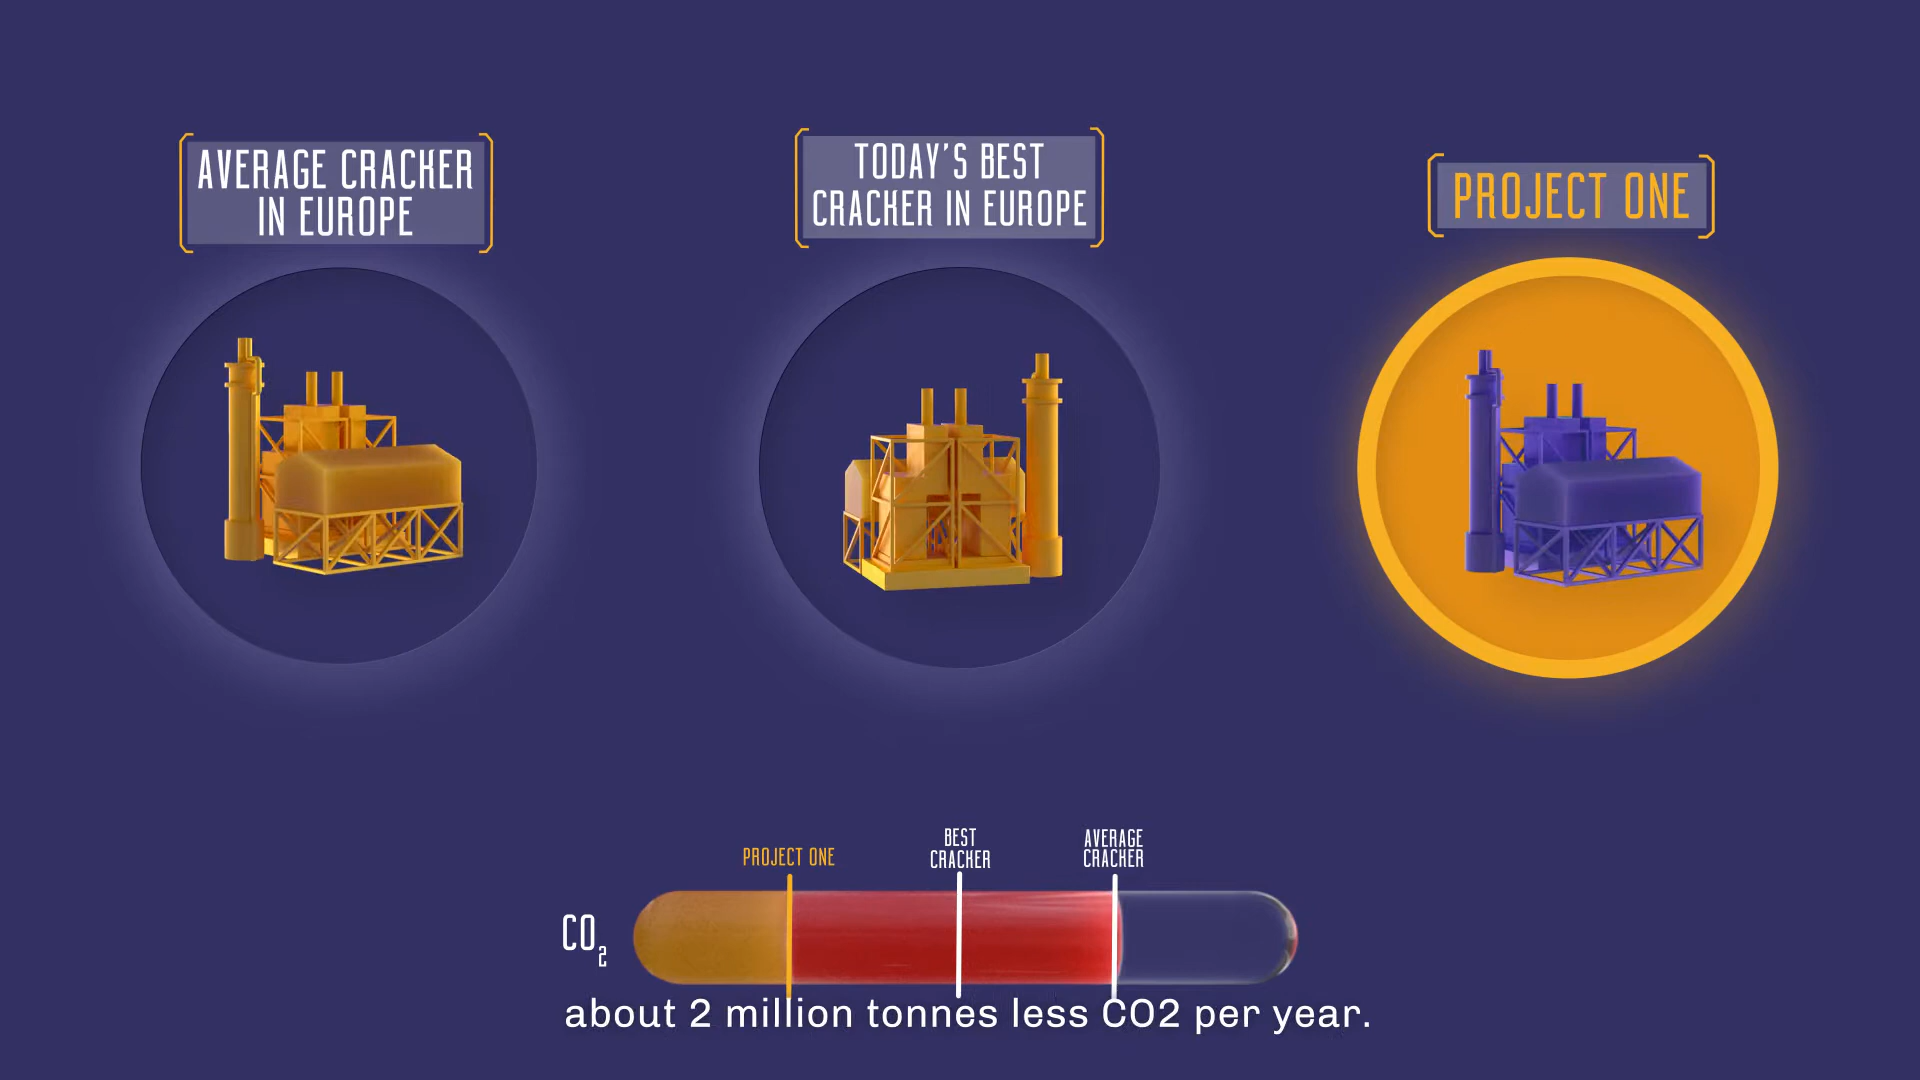 AVERAGE CRACKER
IN EUROPE
TODAY'S BEST
CRACKER IN EUROPE
PROJECT ONE
PROJECT ONE
BEST
CRACKER
AVERAGE
CRACKER
CO2
about 2 million tonnes less CO2 per year.